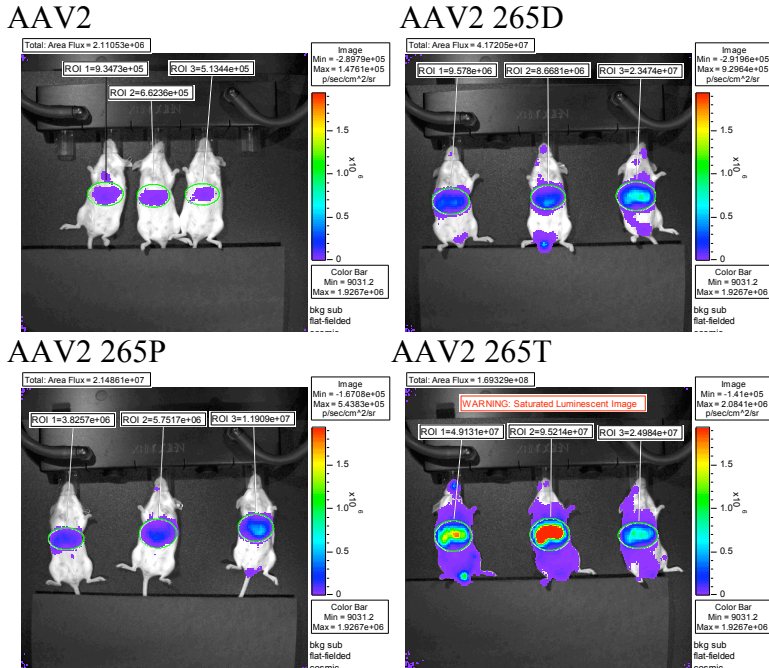 AAV2
Total: Area Flux = 2.11053e+06
ROI 1=9.3473e+05
ROI 3=5.1344e+05
ROI 2=6.6236e+05
Image
Min = -2.8979e+05
Max = 1.4761e+05
p/sec/cm^2/sr
1.5
1.0
0.5
0
x10
6
Color Bar
Min = 9031.2
Max = 1.9267e+06
bkg sub
flat-fielded
AAV2 265D
Total: Area Flux = 4.17205e+07
ROI 1=9.578e+06
ROI 2=8.6681e+06
ROI 3=2.3474e+07
Image
Min = -2.9196e+05
Max = 9.2964e+05
p/sec/cm^2/sr
1.5
1.0
0.5
0
x10
6
Color Bar
Min = 9031.2
Max = 1.9267e+06
bkg sub
flat-fielded
AAV2 265P
Total: Area Flux = 2.14861e+07
ROI 1=3.8257e+06
ROI 2=5.7517e+06
ROI 3=1.1909e+07
Image
Min = -1.6708e+05
Max = 5.4383e+05
p/sec/cm^2/sr
1.5
1.0
0.5
0
x10
6
Color Bar
Min = 9031.2
Max = 1.9267e+06
bkg sub
flat-fielded
AAV2 265T
Total: Area Flux = 1.69329e+08
WARNING: Saturated Luminescent Image
ROI 1=4.9131e+07
ROI 2=9.5214e+07
ROI 3=2.4984e+07
Image
Min = -1.41e+05
Max = 2.0841e+06
p/sec/cm^2/sr
1.5
1.0
0.5
0
x10
6
Color Bar
Min = 9031.2
Max = 1.9267e+06
bkg sub
flat-fielded